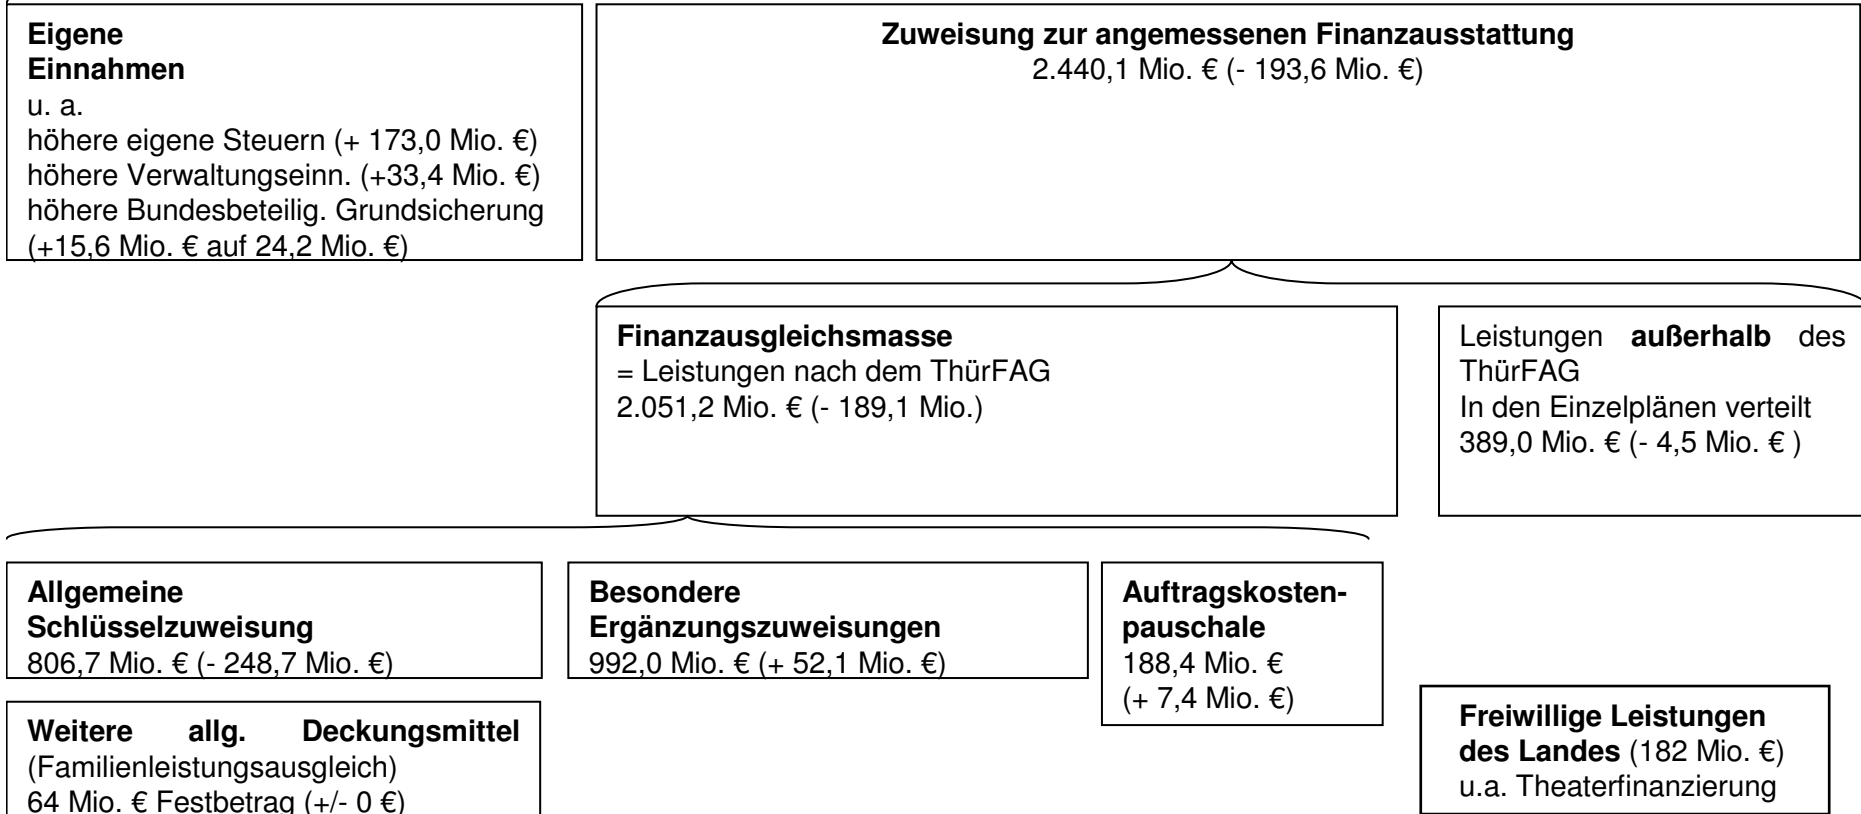 Eigene
Einnahmen
u. a.
höhere eigene Steuern (+ 173,0 Mio. €)
höhere Verwaltungseinn. (+33,4 Mio. €)
höhere Bundesbeteilig. Grundsicherung
(+15,6 Mio. € auf 24,2 Mio. €)
Zuweisung zur angemessenen Finanzausstattung
2.440,1 Mio. € (- 193,6 Mio. €)
Finanzausgleichsmasse
= Leistungen nach dem ThürFAG
2.051,2 Mio. € (- 189,1 Mio.)
Leistungen außerhalb des
ThürFAG
In den Einzelplänen verteilt
389,0 Mio. € (- 4,5 Mio. € )
Allgemeine
Schlüsselzuweisung
806,7 Mio. € (- 248,7 Mio. €)
Besondere
Ergänzungszuweisungen
992,0 Mio. € (+ 52,1 Mio. €)
Auftragskosten-
pauschale
188,4 Mio. €
(+ 7,4 Mio. €)
Weitere allg. Deckungsmittel
(Familienleistungsausgleich)
64 Mio. € Festbetrag (+/- 0 €)
Freiwillige Leistungen
des Landes (182 Mio. €)
u.a. Theaterfinanzierung